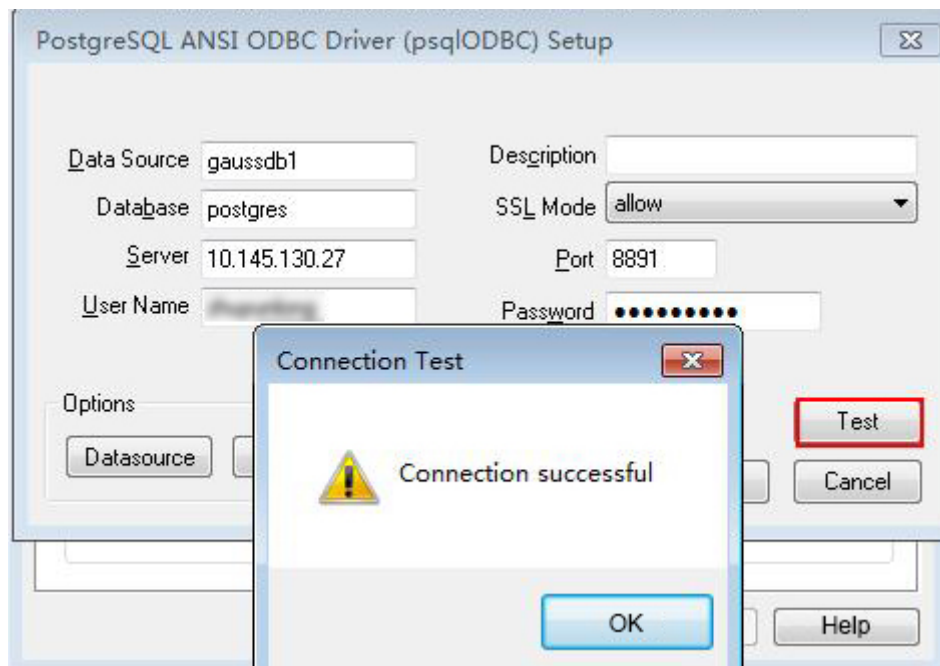 PostgreSQL ANSI ODBC Driver (psqlODBC) Setup
Data Source gaussdb1 Description
Database postgres SSL Mode allow
Server 10.145.130.27 Port 8891
User Name Password •••••••••
Connection Test
Options
Test
Datasource
Connection successful
Cancel
OK
Help